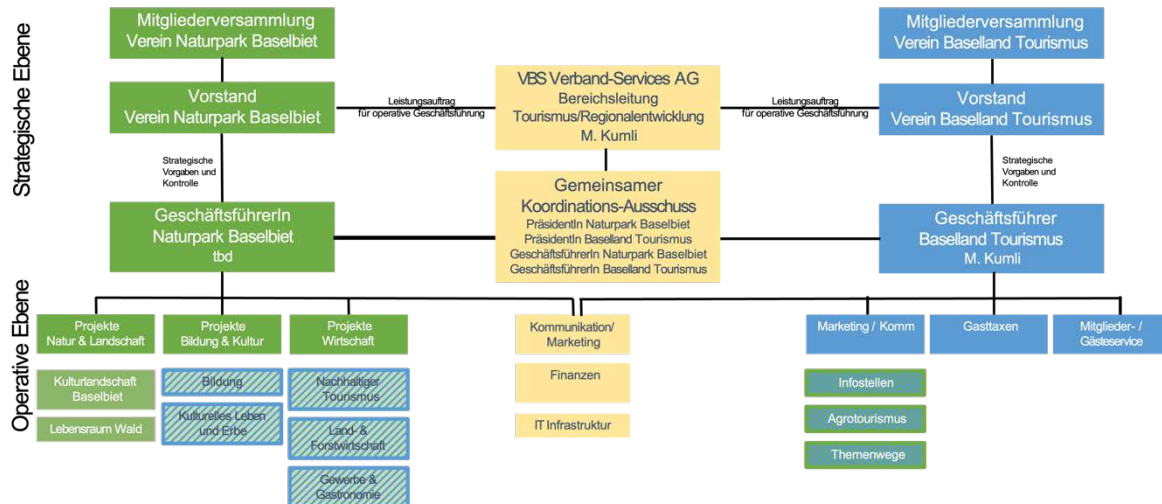 Strategische Ebene
Mitgliederversammlung
Verein Naturpark Baselbiet
Mitgliederversammlung
Verein Baselland Tourismus
Vorstand
Verein Naturpark Baselbiet
Leistungsauftrag
für operative Geschäftsführung
VBS Verband-Services AG
Bereichsleitung
Tourismus/Regionalentwicklung
M. Kumli
Leistungsauftrag
für operative Geschäftsführung
Vorstand
Verein Baselland Tourismus
Strategische
Vorgaben und
Kontrolle
Strategische
Vorgaben und
Kontrolle
GeschäftsführerIn
Naturpark Baselbiet
tbd
Gemeinsamer
Koordinations-Ausschuss
PräsidentIn Naturpark Baselbiet
PräsidentIn Baselland Tourismus
GeschäftsführerIn Naturpark Baselbiet
GeschäftsführerIn Baselland Tourismus
Geschäftsführer
Baselland Tourismus
M. Kumli
Operative Ebene
Projekte
Natur & Landschaft
Projekte
Bildung & Kultur
Projekte
Wirtschaft
Kommunikation/
Marketing
Marketing / Komm
Gasttaxen
Mitglieder- /
Gästeservice
Kulturlandschaft
Baselbiet
Lebensraum Wald
Bildung
Kulturelles Leben
und Erbe
Nachhaltiger
Tourismus
Land- &
Forstwirtschaft
Gewerbe &
Gastronomie
Finanzen
IT Infrastruktur
Infostellen
Agrotourismus
Themenwege